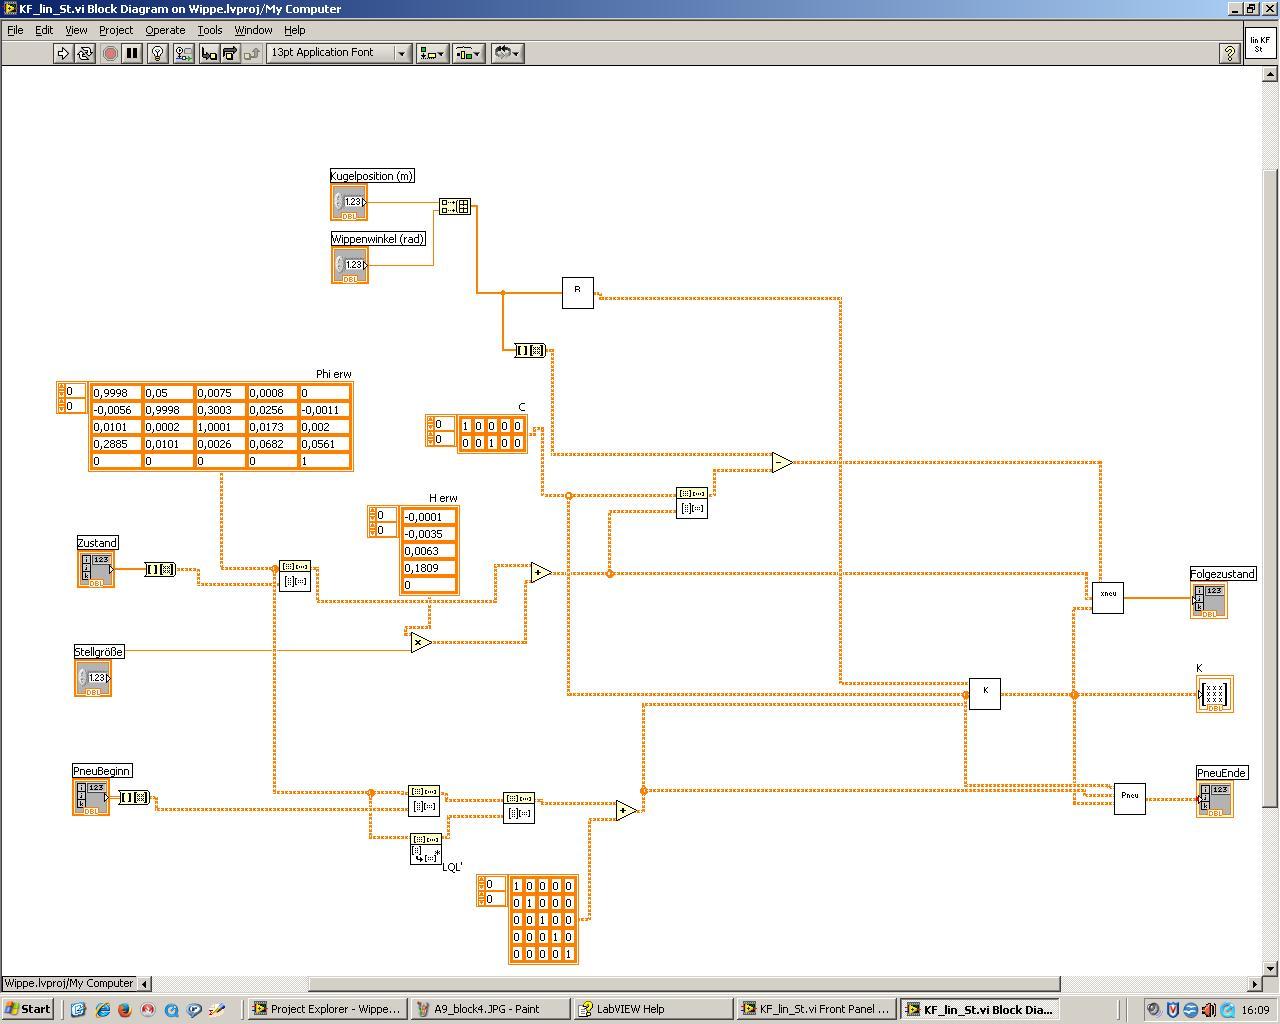 KF_lin_St.vi Block Diagram on Wippe.lvproj/My Computer
File Edit View Project Operate Tools Window Help
13pt Application Font
lin KF
St
Kugelposition (m)
1.23
DBL
Wippenwinkel (rad)
1.23
DBL
R
Phi erw
0
0
0,9998 0,05 0,0075 0,0008 0
-0,0056 0,9998 0,3003 0,0256 -0,0011
0,0101 0,0002 1,0001 0,0173 0,002
0,2885 0,0101 0,0026 0,0682 0,0561
0 0 0 0 1
C
0
0
1 0 0 0 0
0 0 1 0 0
H erw
0
0
-0,0001
-0,0035
0,0063
0,1809
0
Zustand
123
DBL
Stellgröße
1.23
DBL
xneu
Folgezustand
123
DBL
K
K
DBL
PneuBeginn
123
DBL
Pneu
PneuEnde
123
DBL
LQL'
0
0
1 0 0 0 0
0 1 0 0 0
0 0 1 0 0
0 0 0 1 0
0 0 0 0 1
Wippe.lvproj/My Computer
Start
Project Explorer - Wippe...
A9_block4.JPG - Paint
LabVIEW Help
KF_lin_St.vi Front Panel ...
KF_lin_St.vi Block Dia...
16:09